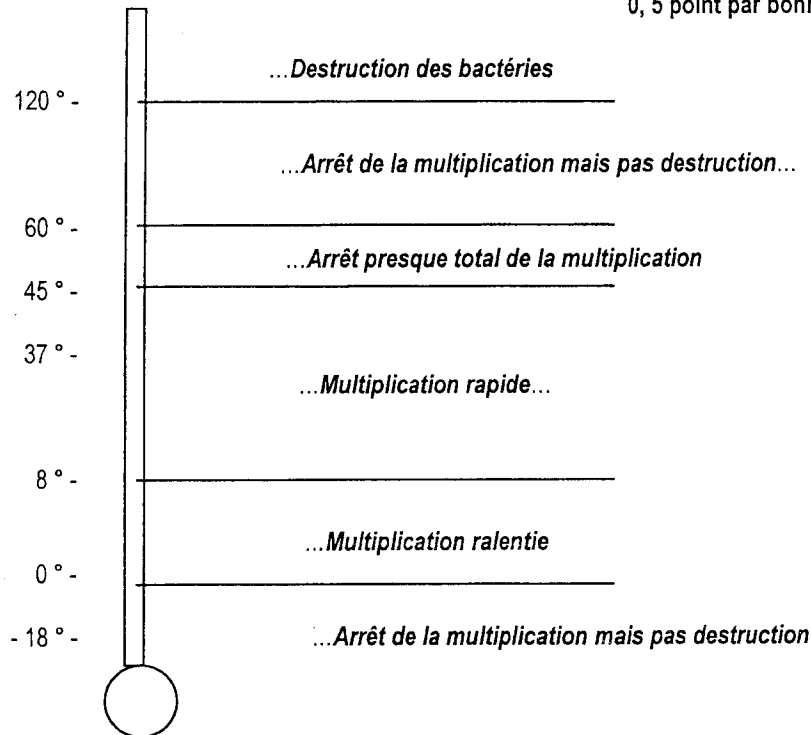 0, 5 point par
...Destruction des bactéries
120 ° -
...Arrêt de la multiplication mais pas destruction...
60 ° -
...Arrêt presque total de la multiplication
45 ° -
37 ° -
...Multiplication rapide...
8 ° -
...Multiplication ralentie
0 ° -
- 18 ° -
...Arrêt de la multiplication mais pas destruction